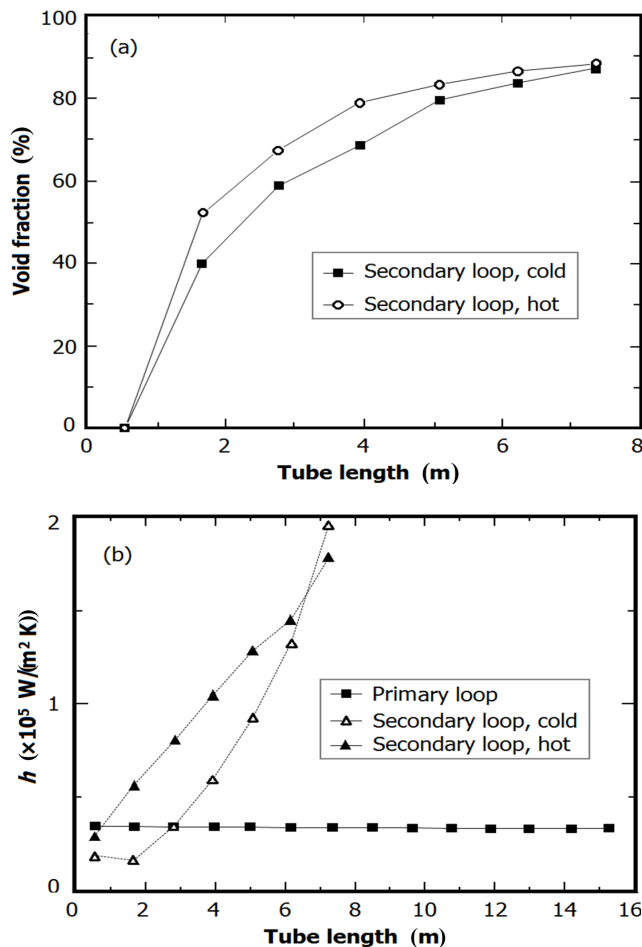 (a)
100
80
60
40
20
0
Void fraction (%)
Secondary loop, cold
Secondary loop, hot
0 2 4 6 8
Tube length (m)
(b)
2
1
0
h (×10⁵ W/(m² K))
Primary loop
Secondary loop, cold
Secondary loop, hot
0 2 4 6 8 10 12 14 16
Tube length (m)